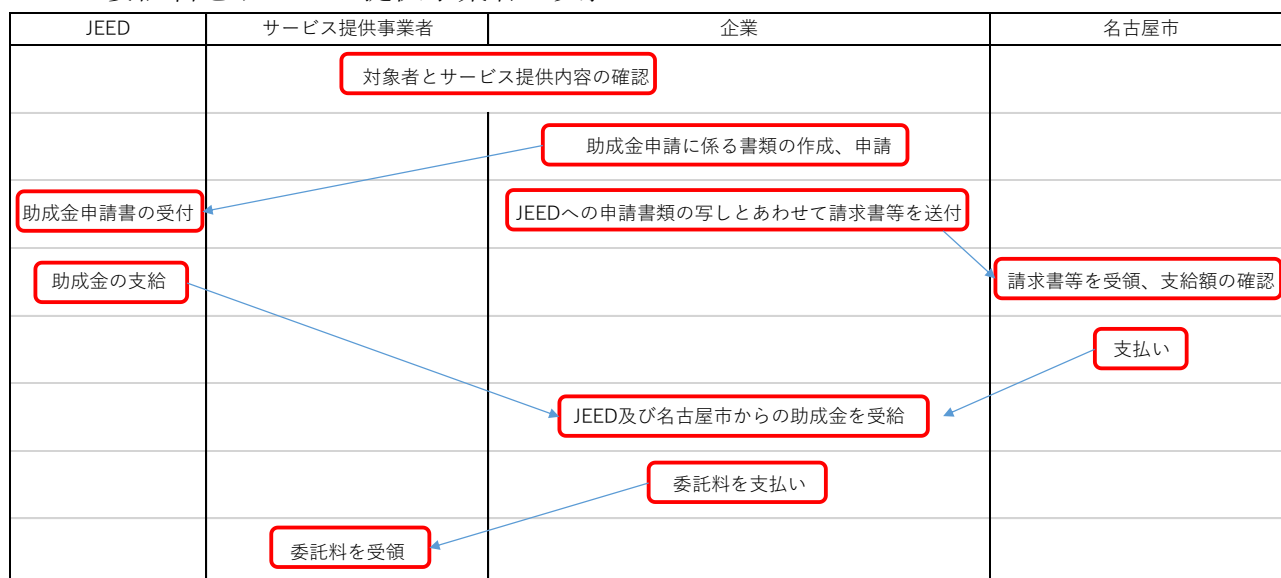 JEED
サービス提供事業者
企業
名古屋市
対象者とサービス提供内容の確認
助成金申請に係る書類の作成、申請
助成金申請書の受付
JEEDへの申請書類の写しとあわせて請求書等を送付
助成金の支給
請求書等を受領、支給額の確認
支払い
JEED及び名古屋市からの助成金を受給
委託料を支払い
委託料を受領